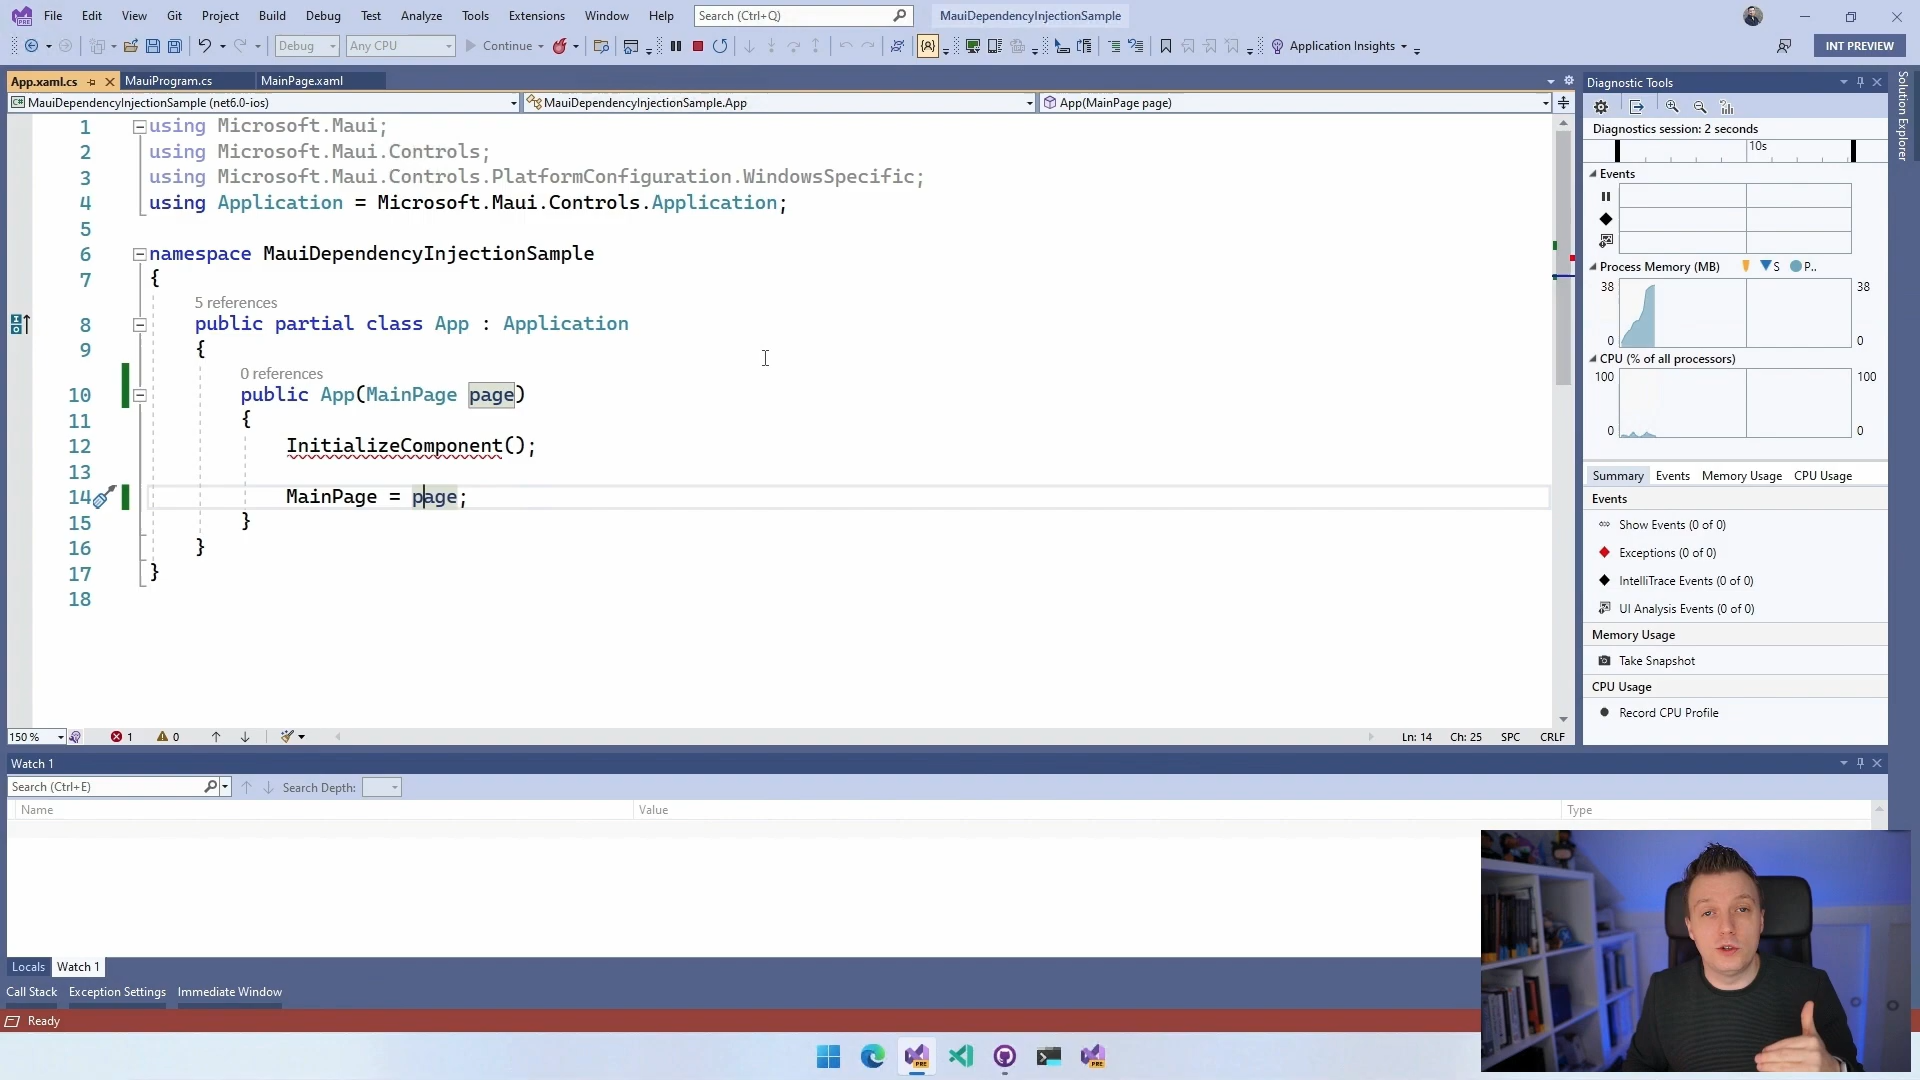 File Edit View Git Project Build Debug Test Analyze Tools Extensions Window Help Search (Ctrl+Q) MauiDependencyInjectionSample
Debug Any CPU Continue Application Insights INT PREVIEW
App.xaml.cs MauiProgram.cs MainPage.xaml
MauiDependencyInjectionSample (net6.0-ios) MauiDependencyInjectionSample.App App(MainPage page)
1 using Microsoft.Maui;
2 using Microsoft.Maui.Controls;
3 using Microsoft.Maui.Controls.PlatformConfiguration.WindowsSpecific;
4 using Application = Microsoft.Maui.Controls.Application;
5
6 namespace MauiDependencyInjectionSample
7 {
5 references
8 public partial class App : Application
9 {
0 references
10 public App(MainPage page)
11 {
12 InitializeComponent();
13
14 MainPage = page;
15 }
16 }
17 }
18
150 % 1 0 Ln: 14 Ch: 25 SPC CRLF
Solution Explorer
Diagnostic Tools
Diagnostics session: 2 seconds
10s
Events
Process Memory (MB) S P..
38 38
0 0
CPU (% of all processors)
100 100
0 0
Summary Events Memory Usage CPU Usage
Events
Show Events (0 of 0)
Exceptions (0 of 0)
IntelliTrace Events (0 of 0)
UI Analysis Events (0 of 0)
Memory Usage
Take Snapshot
CPU Usage
Record CPU Profile
Watch 1
Search (Ctrl+E) Search Depth:
Name Value Type
Locals Watch 1
Call Stack Exception Settings Immediate Window
Ready